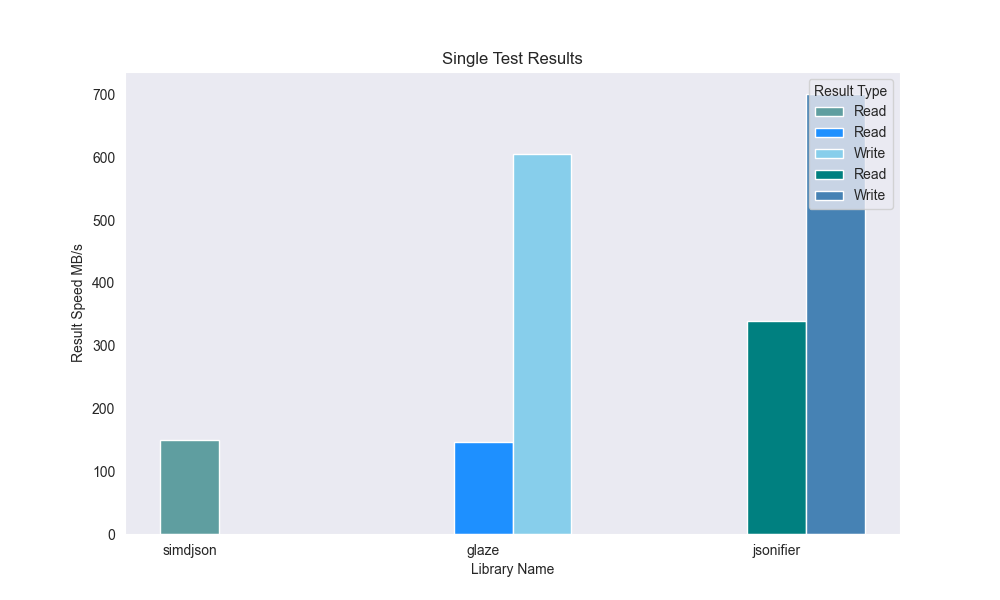 Single Test Results
Result Speed MB/s
700
600
500
400
300
200
100
0
Result Type
Read
Read
Write
Read
Write
simdjson
glaze
jsonifier
Library Name